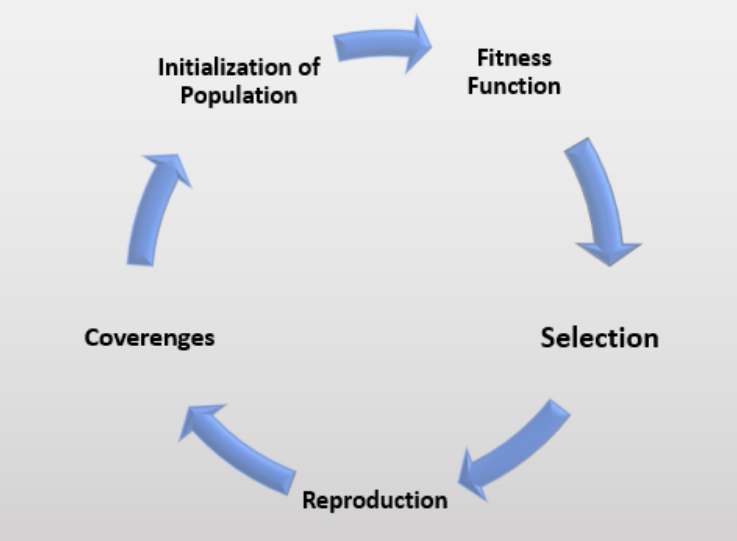 Initialization of
Population
Fitness
Function
Selection
Reproduction
Coverenges